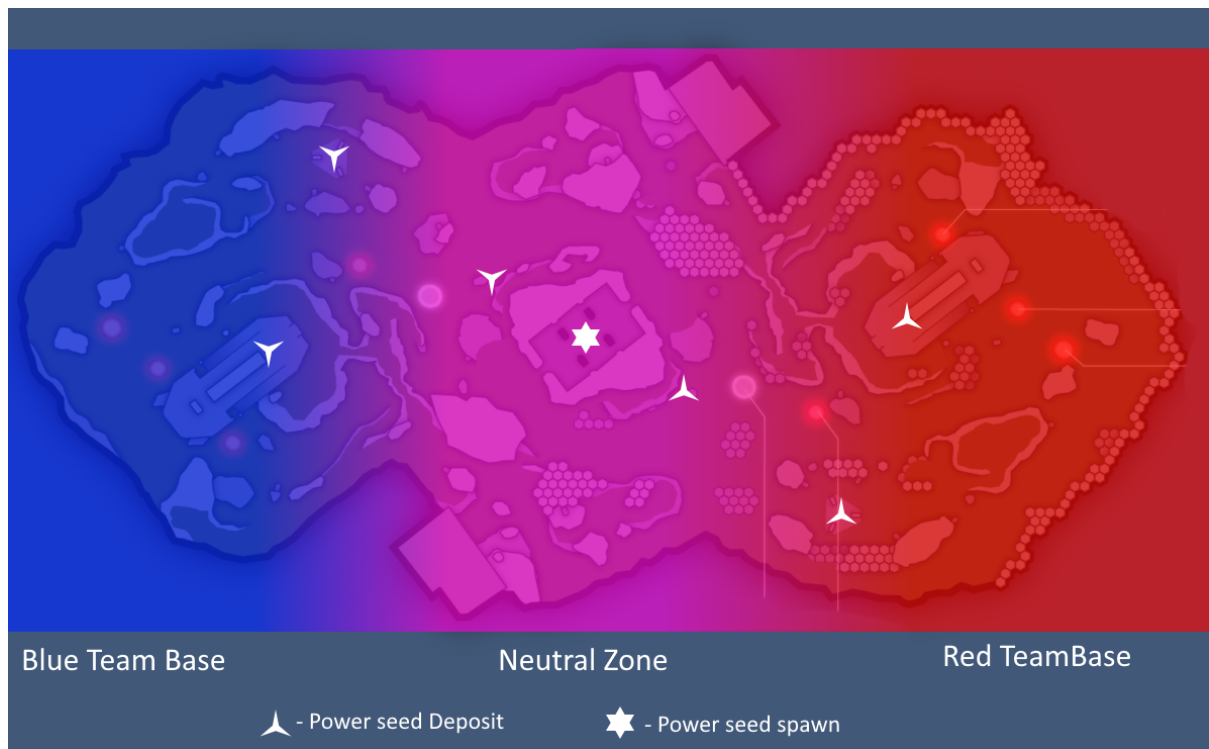 Blue Team Base
Neutral Zone
Red TeamBase
- Power seed Deposit
- Power seed spawn